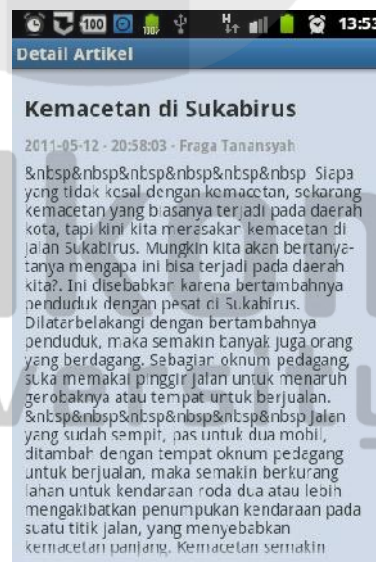 100 100% H 13:53
Detail Artikel
Kemacetan di Sukabirus
2011-05-12 - 20:58:03 - Fraga Tanansyah
&nbsp&nbsp&nbsp&nbsp&nbsp&nbsp Siapa
yang tidak kesal dengan kemacetan, sekarang
kemacetan yang biasanya terjadi pada daerah
kota, tapi kini kita merasakan kemacetan di
jalan Sukabirus. Mungkin kita akan bertanya-
tanya mengapa ini bisa terjadi pada daerah
kita?. Ini disebabkan karena bertambahnya
penduduk dengan pesat di Sukabirus.
Dilatarbelakangi dengan bertambahnya
penduduk, maka semakin banyak juga orang
yang berdagang. Sebagian oknum pedagang,
suka memakai pinggir jalan untuk menaruh
gerobaknya atau tempat untuk berjualan.
&nbsp&nbsp&nbsp&nbsp&nbsp&nbsp Jalan
yang sudah sempit, pas untuk dua mobil,
ditambah dengan tempat oknum pedagang
untuk berjualan, maka semakin berkurang
lahan untuk kendaraan roda dua atau lebih
mengakibatkan penumpukan kendaraan pada
suatu titik jalan, yang menyebabkan
kemacetan panjang. Kemacetan semakin